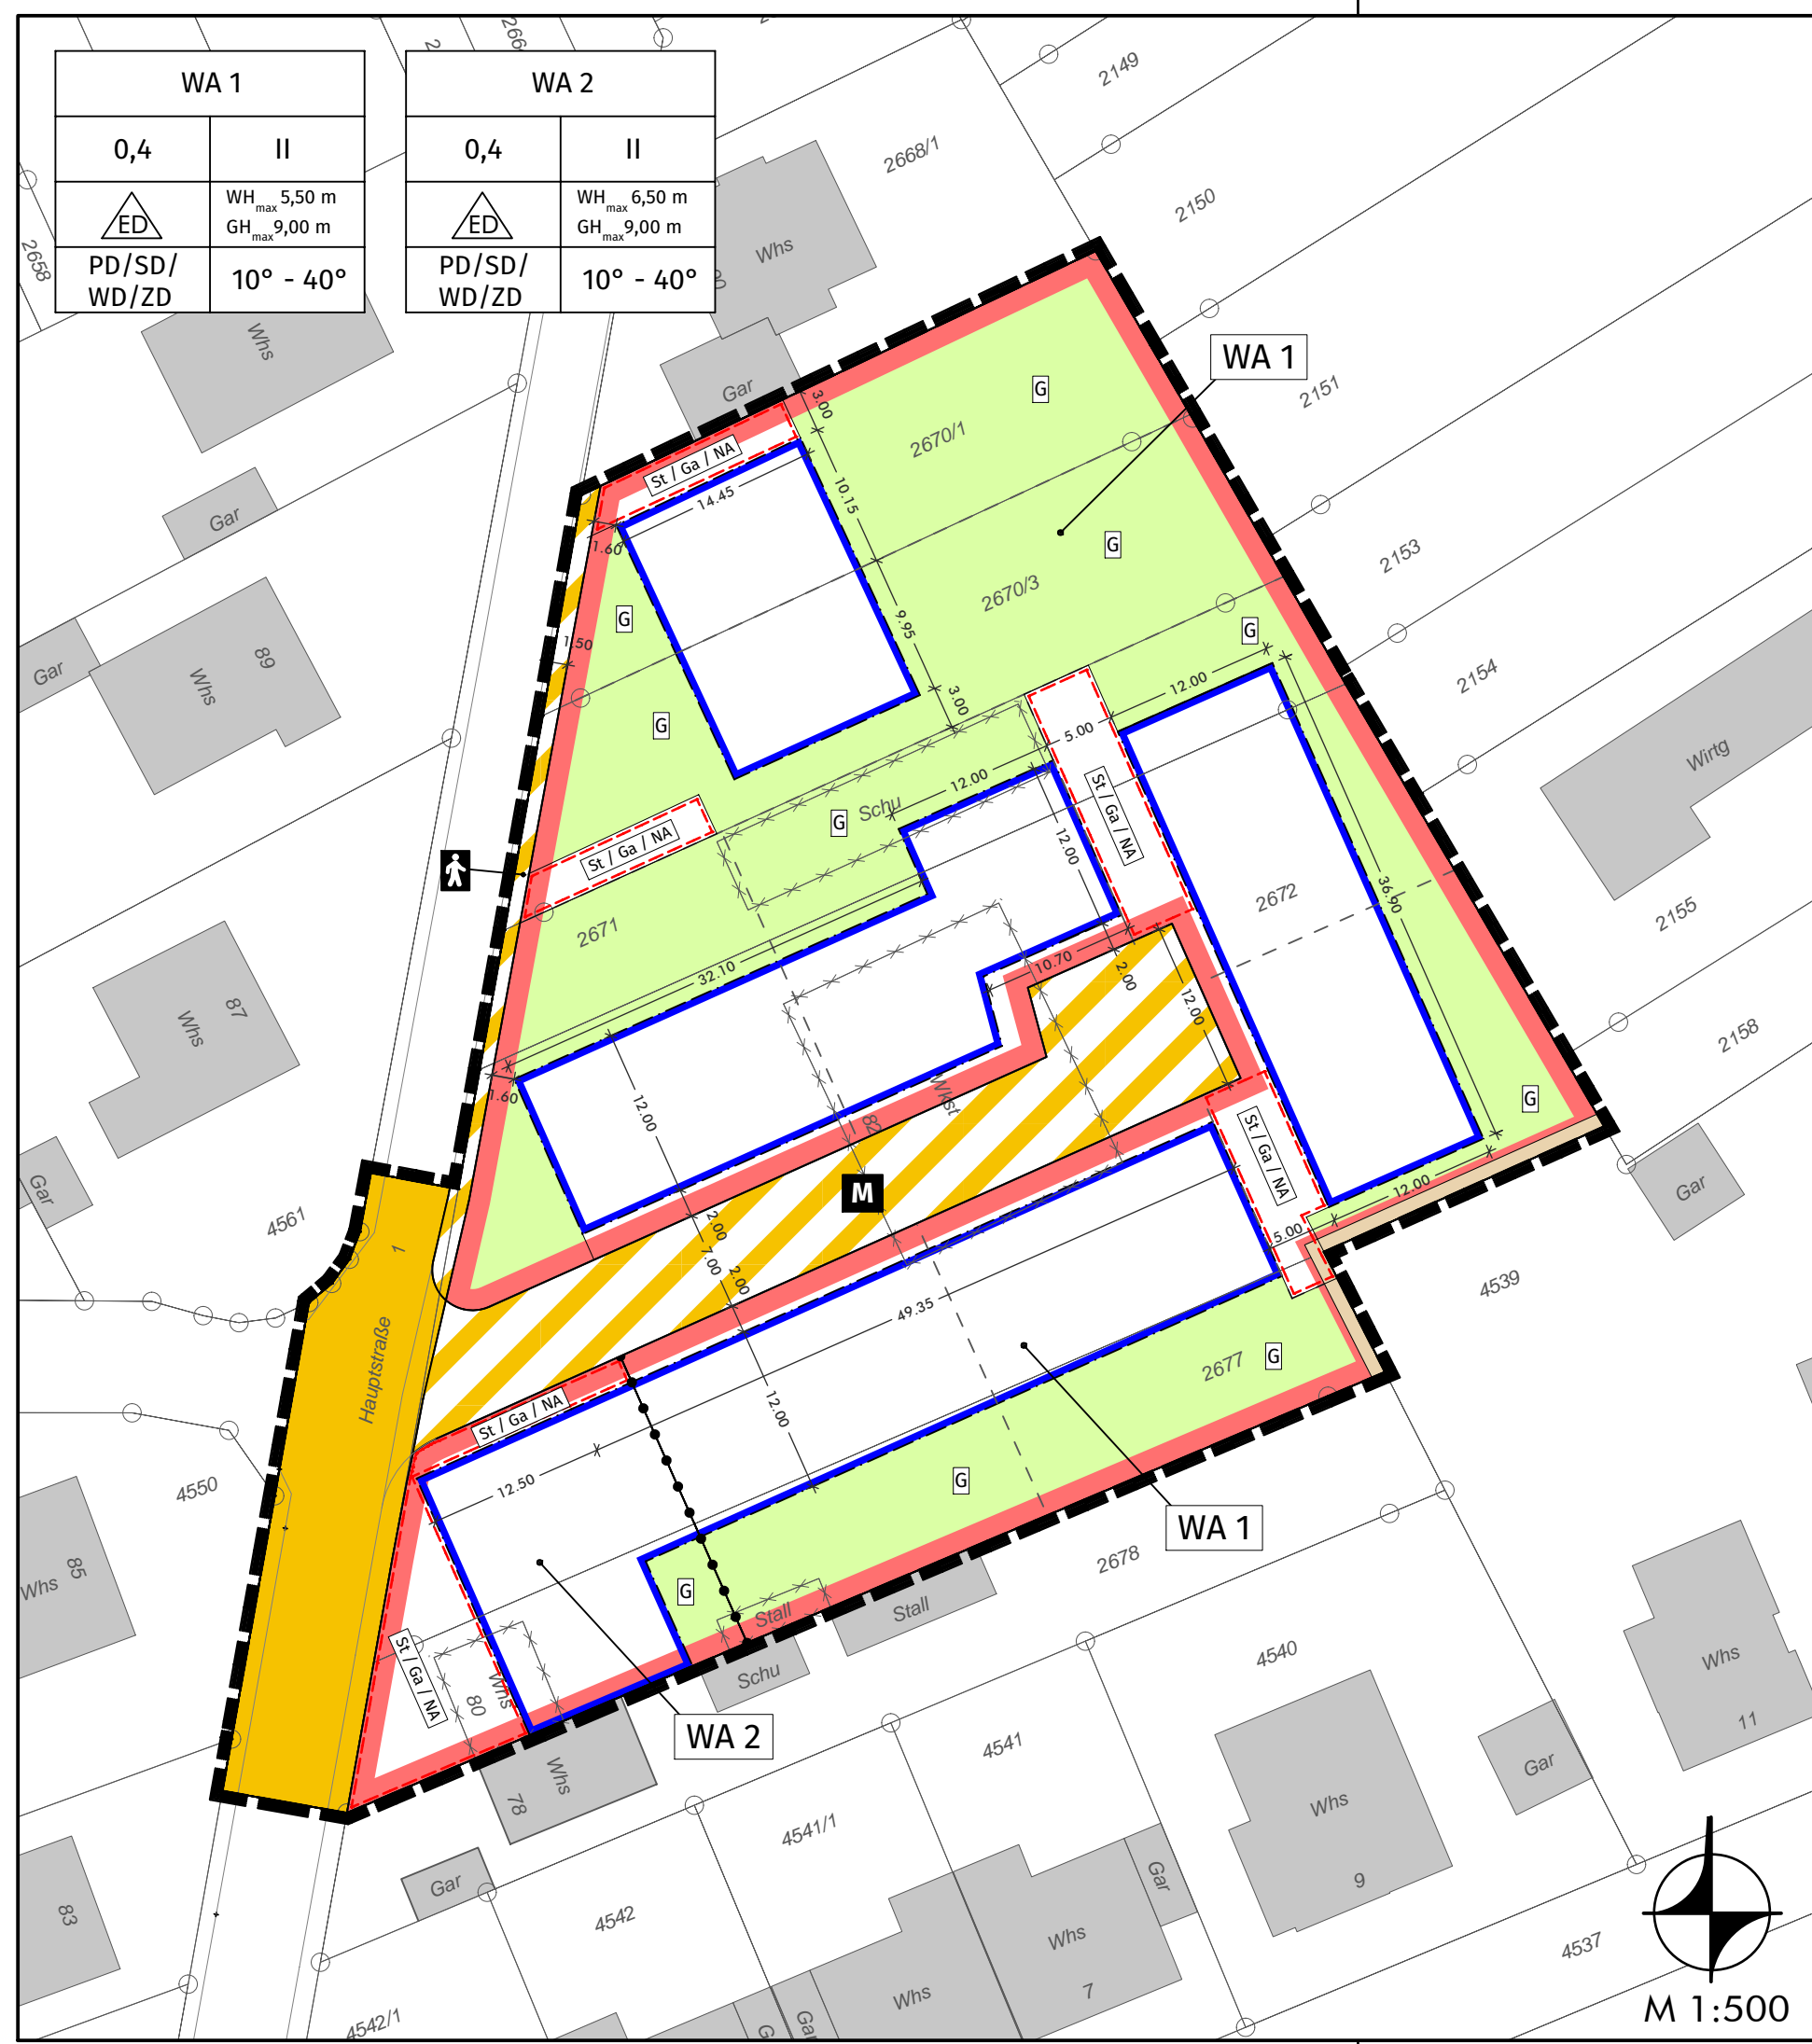 WA 1
0,4
II
ED
WHmax 5,50 m
GHmax 9,00 m
PD/SD/
WD/ZD
10° - 40°
WA 2
0,4
II
ED
WHmax 6,50 m
GHmax 9,00 m
PD/SD/
WD/ZD
10° - 40°
2149
2668/1
2150
2658
Whs
Whs
Gar
WA 1
2151
G
2670/1
3.00
St / Ga / NA
14.45
10.15
1.60
Gar
G
2153
2670/3
G
9.95
G
1.50
Gar
Whs
89
2154
3.00
12.00
5.00
G
Wirtg
12.00
Schu
G
St / Ga / NA
St / Ga / NA
12.00
2672
36.90
2155
2671
32.10
10.70
2.00
12.00
Whs
87
2158
1.60
12.00
Wkst
82
G
St / Ga / NA
M
Gar
Gar
12.00
4561
1
2.00
7.00
2.00
5.00
4539
49.35
Hauptstraße
2677
G
St / Ga / NA
12.00
12.50
G
4550
WA 1
2678
Whs
85
G
Stall
Stall
St / Ga / NA
Whs
80
Schu
WA 2
4540
Whs
11
4541
Whs
78
Gar
Whs
9
4541/1
Gar
Gar
83
4542
Whs
7
Whs
4537
4542/1
Gar
M 1:500